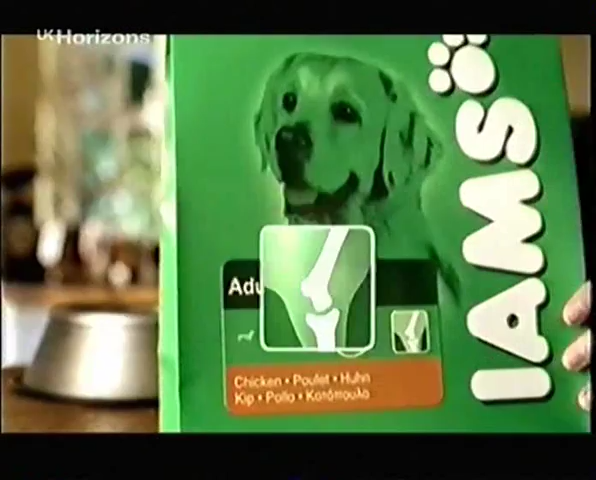 UKHorizons
IAMS
Adu
Chicken • Poulet • Huhn
Kip • Pollo • Κοτόπουλο